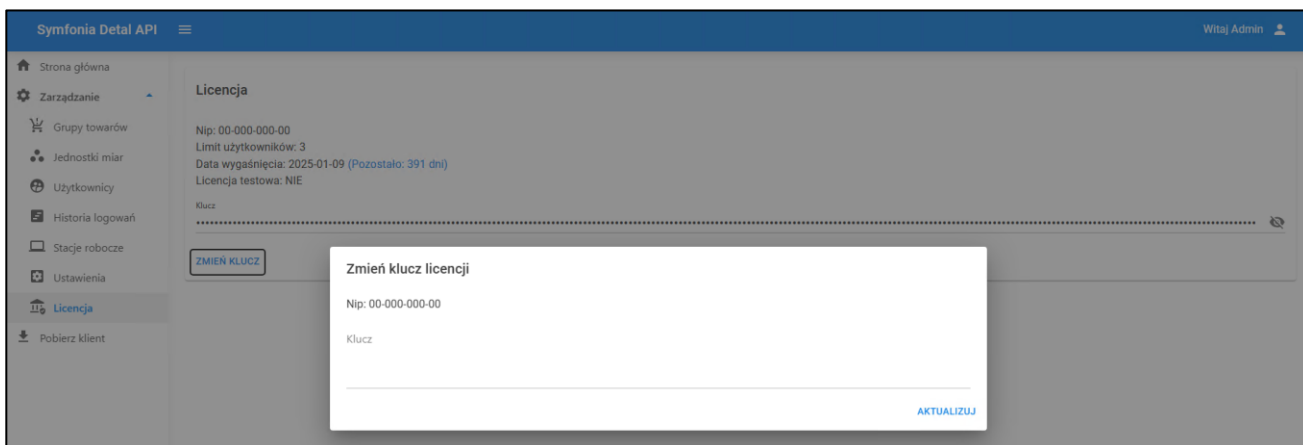 Symfonia Detal API
Witaj Admin
Strona główna
Zarządzanie
Grupy towarów
Jednostki miar
Użytkownicy
Historia logowań
Stacje robocze
Ustawienia
Licencja
Pobierz klient
Licencja
Nip: 00-000-000-00
Limit użytkowników: 3
Data wygaśnięcia: 2025-01-09 (Pozostało: 391 dni)
Licencja testowa: NIE
Klucz
ZMIEŃ KLUCZ
Zmień klucz licencji
Nip: 00-000-000-00
Klucz
AKTUALIZUJ